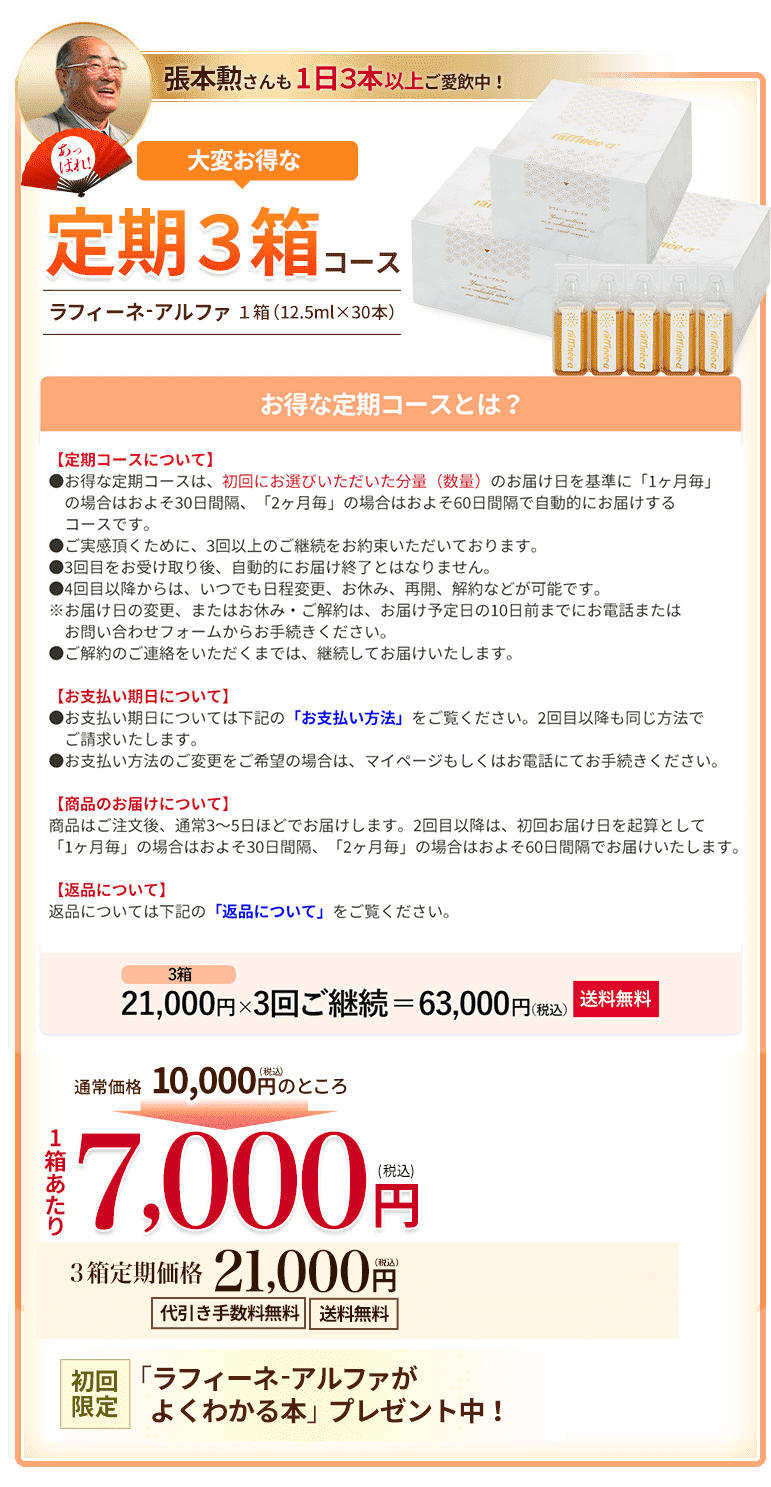 張本勲さんも1日3本以上ご愛飲中！
あっ
ぱれ!
大変お得な
定期３箱コース
ラフィーネ-アルファ １箱（12.5ml×30本）
raffinée-α
raffinée-α
ラフィーネ-アルファ
ラフィーネ-アルファ
raffinée-α
raffinée-α
raffinée-α
raffinée-α
raffinée-α
お得な定期コースとは？
【定期コースについて】
●お得な定期コースは、初回にお選びいただいた分量（数量）のお届け日を基準に「1ヶ月毎」
の場合はおよそ30日間隔、「2ヶ月毎」の場合はおよそ60日間隔で自動的にお届けする
コースです。
●ご実感頂くために、3回以上のご継続をお約束いただいております。
●3回目をお受け取り後、自動的にお届け終了とはなりません。
●4回目以降からは、いつでも日程変更、お休み、再開、解約などが可能です。
※お届け日の変更、またはお休み・ご解約は、お届け予定日の10日前までにお電話または
お問い合わせフォームからお手続きください。
●ご解約のご連絡をいただくまでは、継続してお届けいたします。
【お支払い期日について】
●お支払い期日については下記の「お支払い方法」をご覧ください。2回目以降も同じ方法で
ご請求いたします。
●お支払い方法のご変更をご希望の場合は、マイページもしくはお電話にてお手続きください。
【商品のお届けについて】
商品はご注文後、通常3〜5日ほどでお届けします。2回目以降は、初回お届け日を起算として
「1ヶ月毎」の場合はおよそ30日間隔、「2ヶ月毎」の場合はおよそ60日間隔でお届けいたします。
【返品について】
返品については下記の「返品について」をご覧ください。
3箱
21,000円×3回ご継続＝63,000円(税込) 送料無料
通常価格 10,000円(税込)のところ
1箱あたり 7,000円(税込)
３箱定期価格 21,000円(税込)
代引き手数料無料 送料無料
初回
限定
「ラフィーネ-アルファが
よくわかる本」プレゼント中！